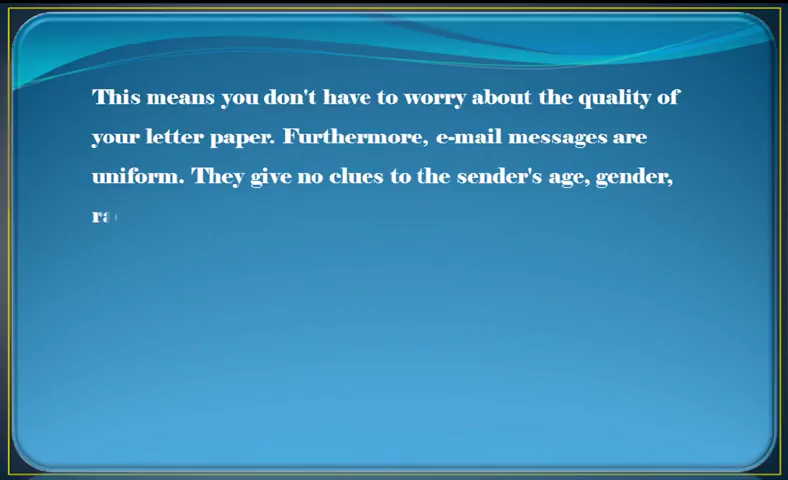 This means you don't have to worry about the quality of
your letter paper. Furthermore, e-mail messages are
uniform. They give no clues to the sender's age, gender,